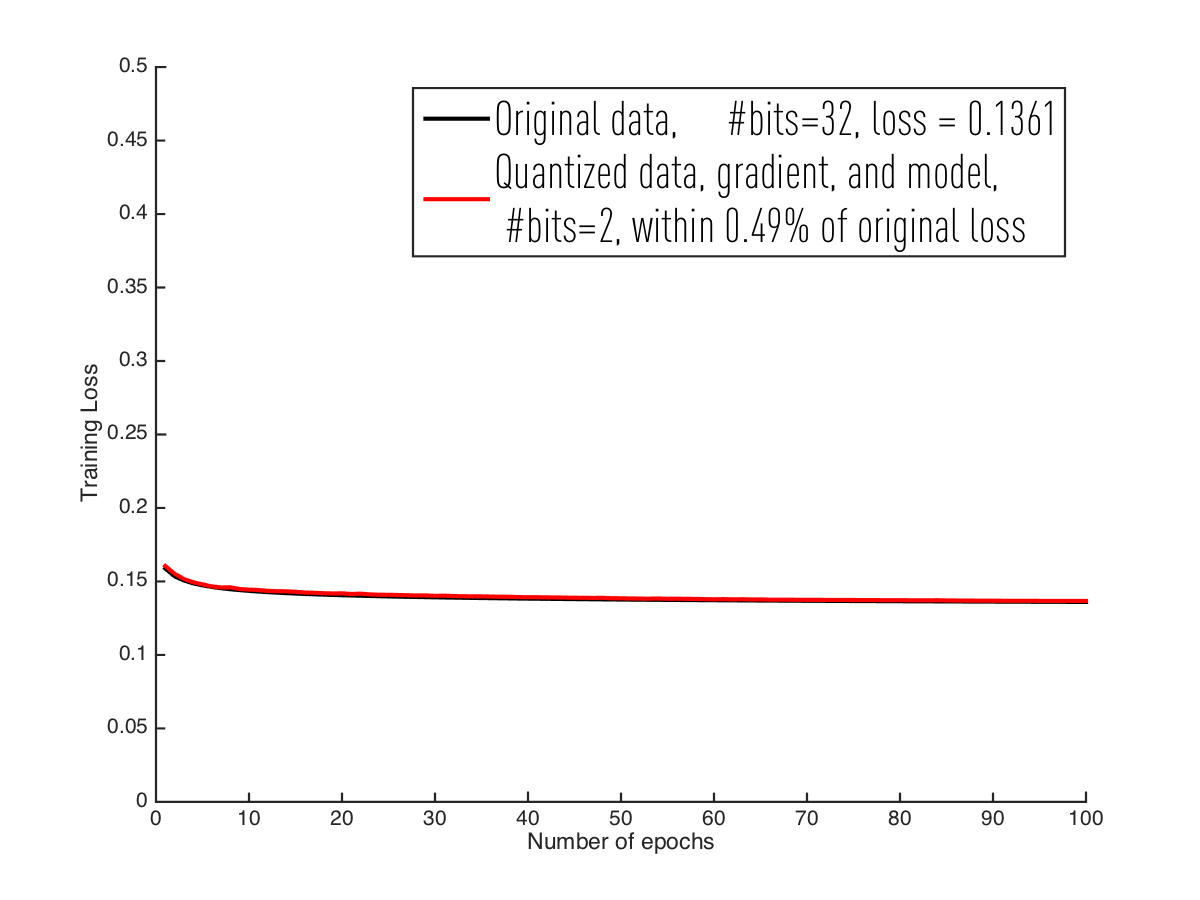 0.5
Original data, #bits=32, loss = 0.1361
0.45
Quantized data, gradient, and model,
0.4
#bits=2, within 0.49% of original loss
0.35
0.3
Training Loss
0.25
0.2
0.15
0.1
0.05
0
0 10 20 30 40 50 60 70 80 90 100
Number of epochs